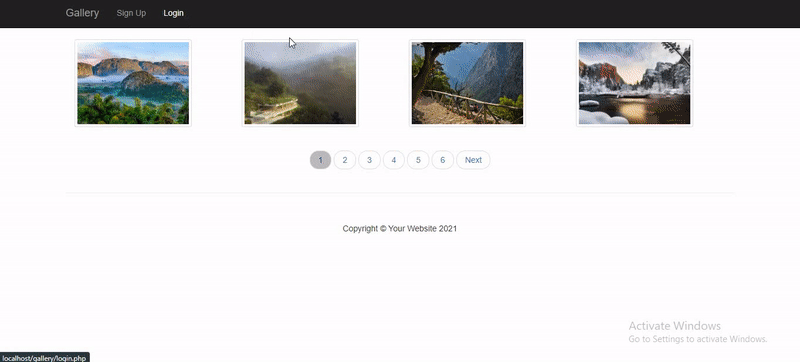 Gallery Sign Up Login
1 2 3 4 5 6 Next
Copyright © Your Website 2021
Activate Windows
Go to Settings to activate Windows.
localhost/gallery/login.php